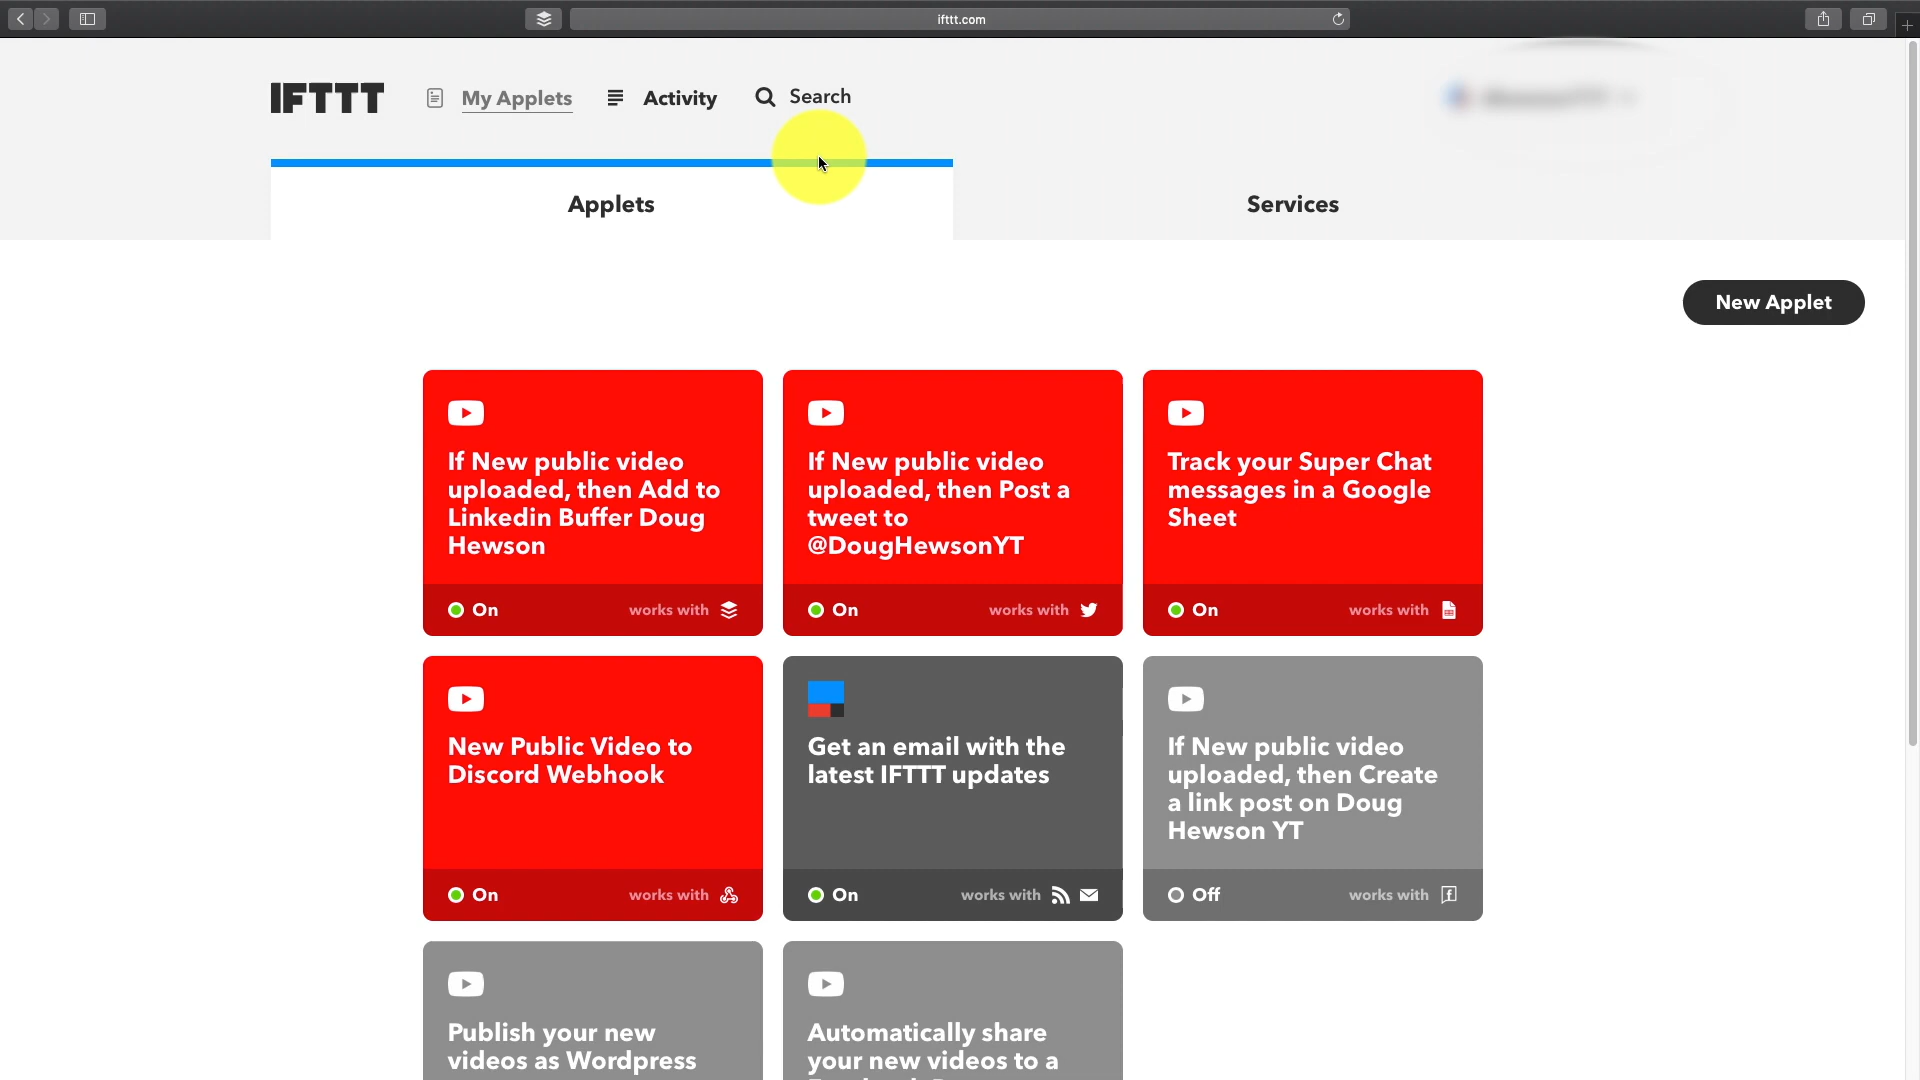 ifttt.com
IFTTT
My Applets
Activity
Search
Applets
Services
New Applet
If New public video
uploaded, then Add to
Linkedin Buffer Doug
Hewson
On
works with
If New public video
uploaded, then Post a
tweet to
@DougHewsonYT
On
works with
Track your Super Chat
messages in a Google
Sheet
On
works with
New Public Video to
Discord Webhook
On
works with
Get an email with the
latest IFTTT updates
On
works with
If New public video
uploaded, then Create
a link post on Doug
Hewson YT
Off
works with
Publish your new
videos as Wordpress
Automatically share
your new videos to a